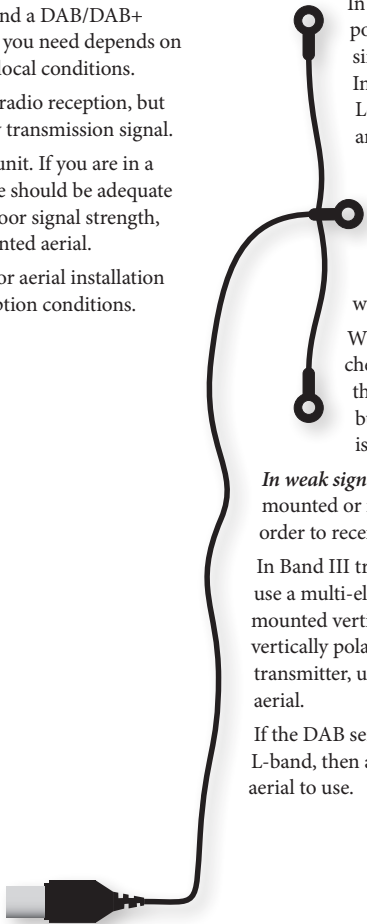 nd a DAB/DAB+
you need depends on
local conditions.
radio reception, but
transmission signal.
unit. If you are in a
e should be adequate
oor signal strength,
nted aerial.
or aerial installation
ption conditions.
In
po
In
L
an
w
W
che
th
bu
is
In weak sign
mounted or
order to rece
In Band III tr
use a multi-el
mounted verti
vertically pola
transmitter, u
aerial.
If the DAB se
L-band, then a
aerial to use.